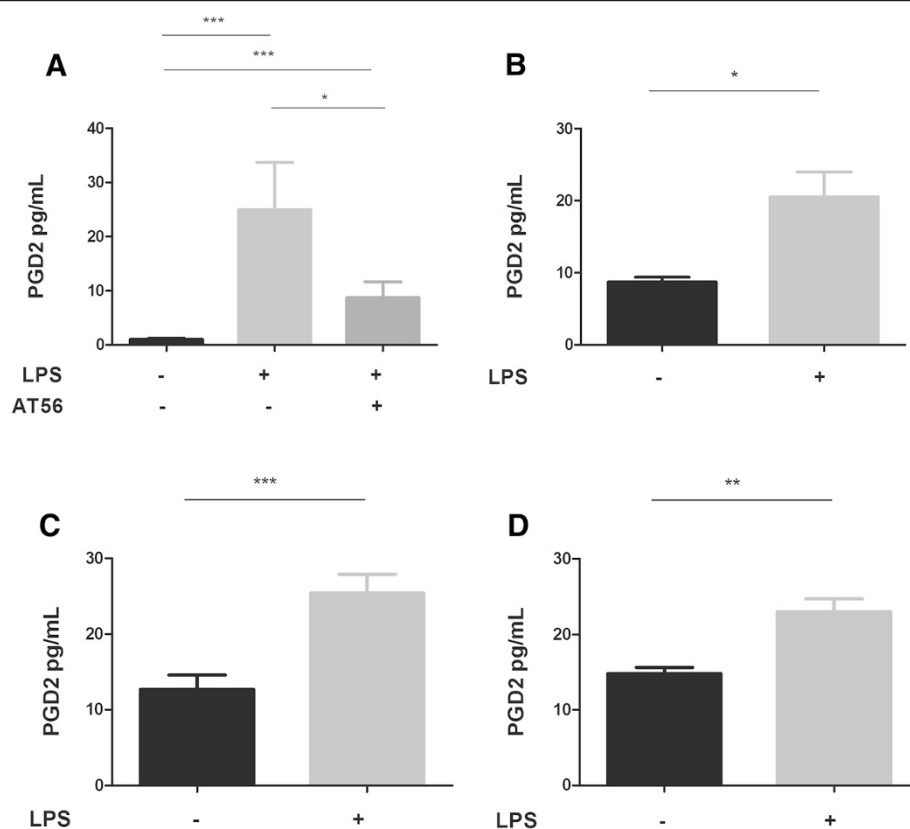 ***
***
*
A
PGD2 pg/mL
40
30
20
10
0
LPS - + +
AT56 - - +
*
B
PGD2 pg/mL
30
20
10
0
LPS - +
***
C
PGD2 pg/mL
30
20
10
0
LPS - +
**
D
PGD2 pg/mL
30
20
10
0
LPS - +